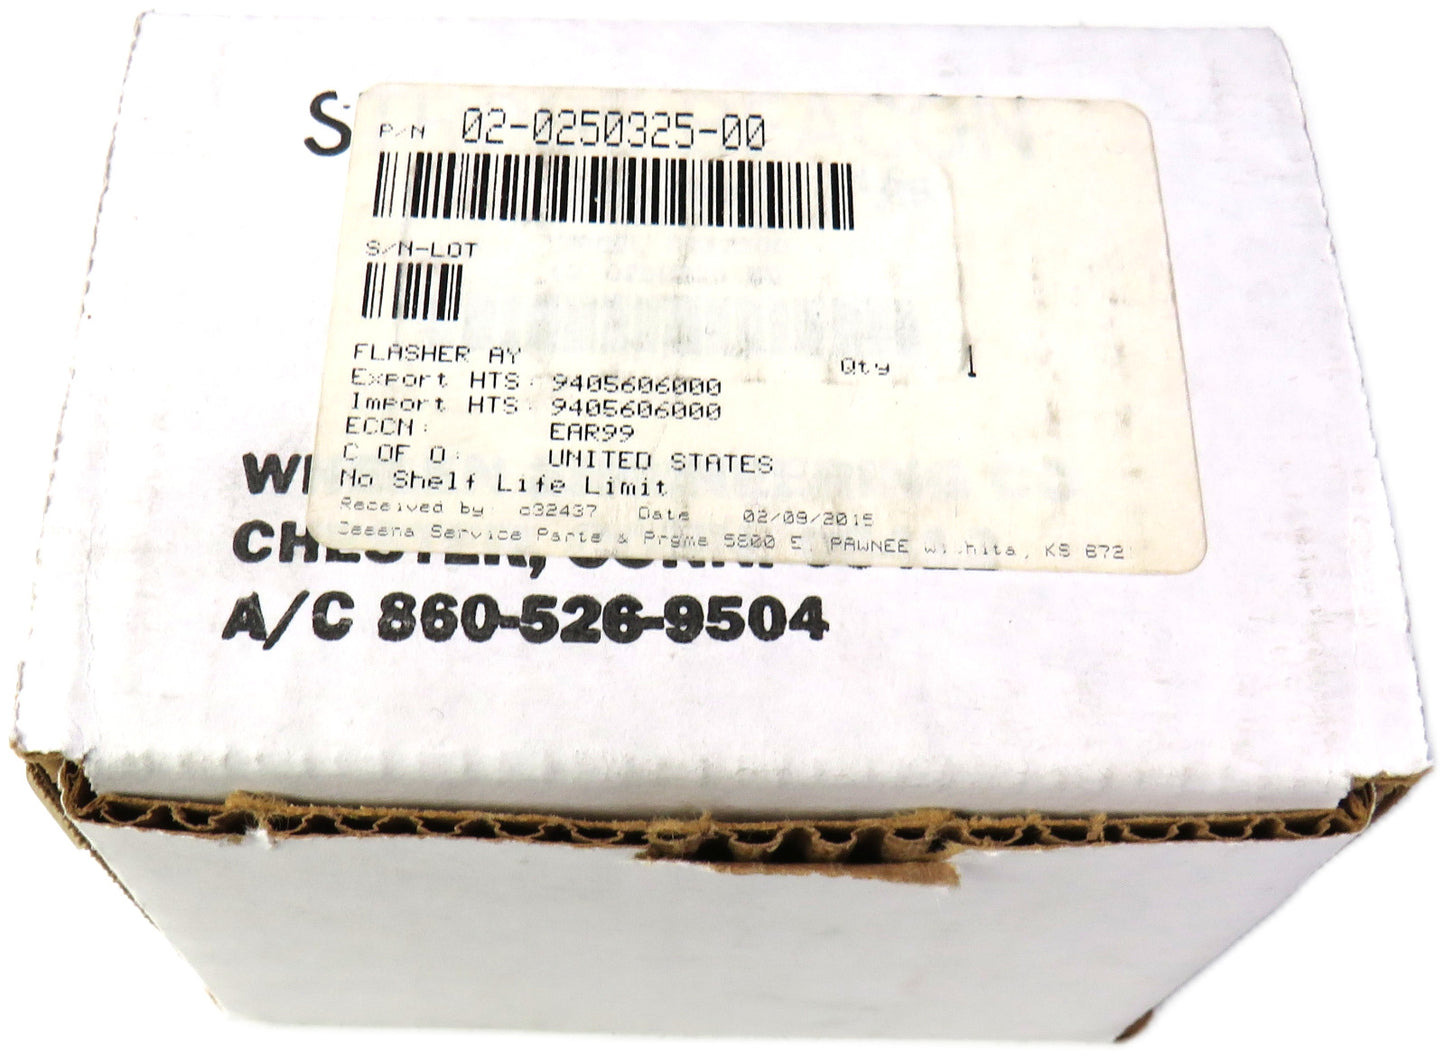 S
P/N 02-0250325-00
S/N-LOT
FLASHER AY Qty 1
Export HTS: 9405606000
Import HTS: 9405606000
ECCN: EAR99
C OF O: UNITED STATES
No Shelf Life Limit
Received by: c32437 Date : 02/09/2015
Cessna Service Parts & Prgms 5800 E. PAWNEE Wichita, KS 672
A/C 860-526-9504